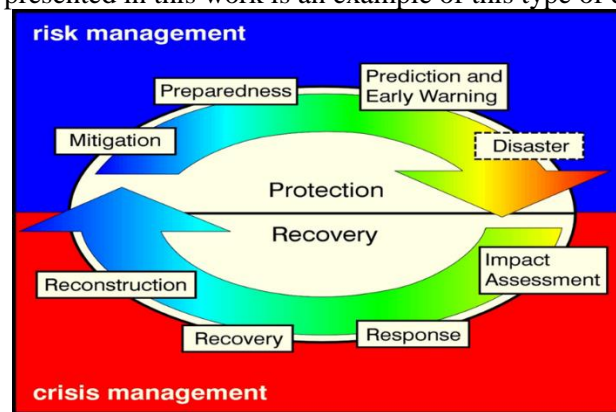 presented in this work is an example of this type of
risk management
Preparedness
Prediction and
Early Warning
Mitigation
Disaster
Protection
Recovery
Impact
Assessment
Reconstruction
Recovery
Response
crisis management